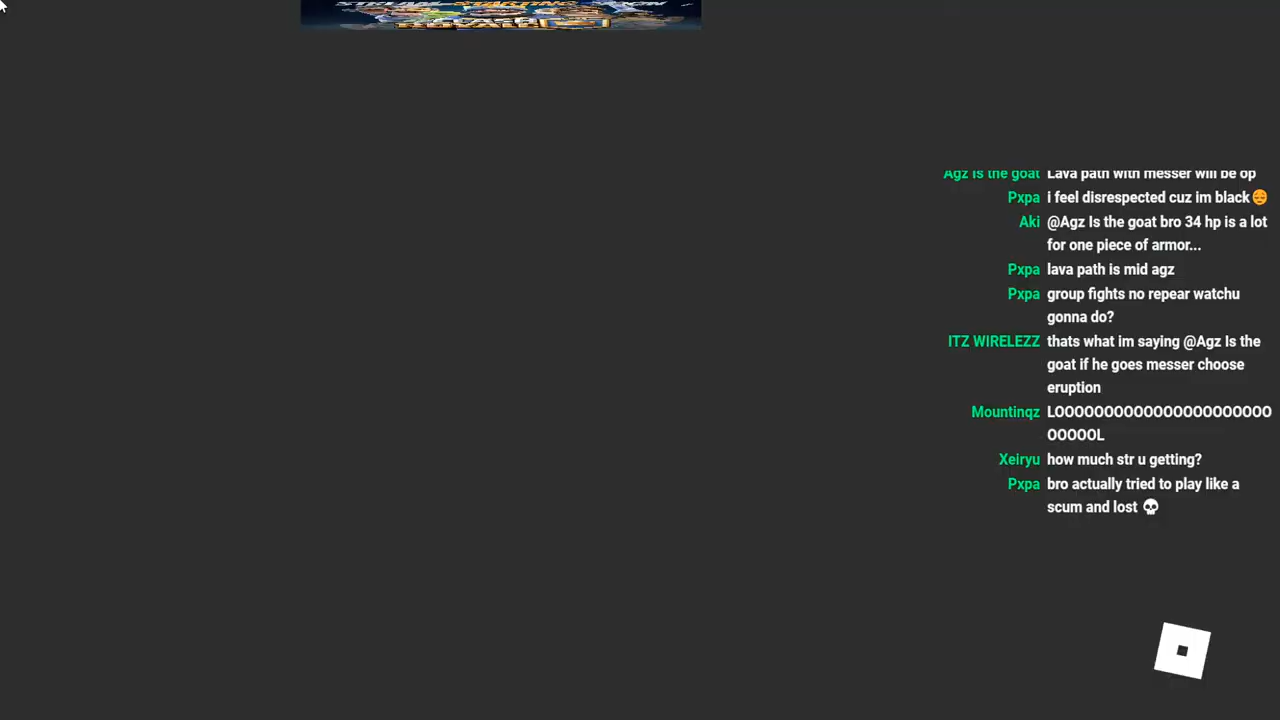 Agz Is the goat Lava path with messer will be op
Pxpa i feel disrespected cuz im black😔
Aki @Agz Is the goat bro 34 hp is a lot
for one piece of armor...
Pxpa lava path is mid agz
Pxpa group fights no repear watchu
gonna do?
ITZ WIRELEZZ thats what im saying @Agz Is the
goat if he goes messer choose
eruption
Mountinqz LOOOOOOOOOOOOOOOOOOOOOO
OOOOOL
Xeiryu how much str u getting?
Pxpa bro actually tried to play like a
scum and lost 💀